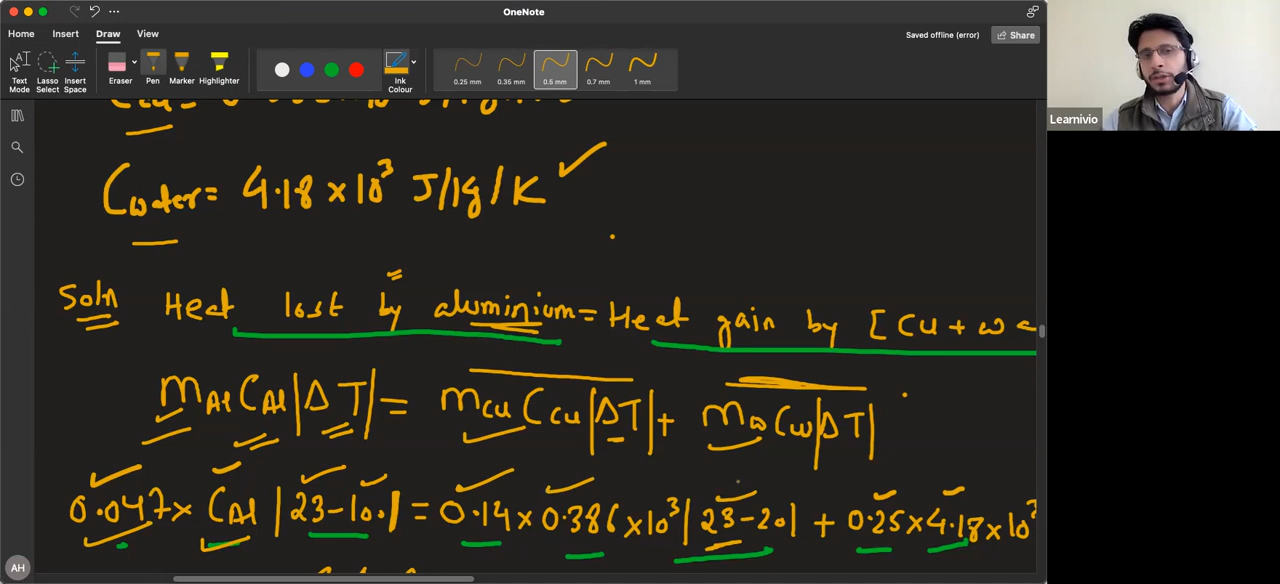 OneNote
Home Insert Draw View
Saved offline (error) Share
Text Mode
Lasso Select
Insert Space
Eraser
Pen
Marker
Highlighter
Ink Colour
0.25 mm
0.35 mm
0.5 mm
0.7 mm
1 mm
Learnivio
Cwater = 4.18 × 10³ J/kg/K ✓
Soln Heat lost by aluminium = Heat gain by [Cu + wa
mAl CAl |ΔT| = mCu CCu |ΔT| + mw Cw |ΔT|
0.047 × CAl |23-100| = 0.14 × 0.386 × 10³ |23-20| + 0.25 × 4.18 × 10³
AH